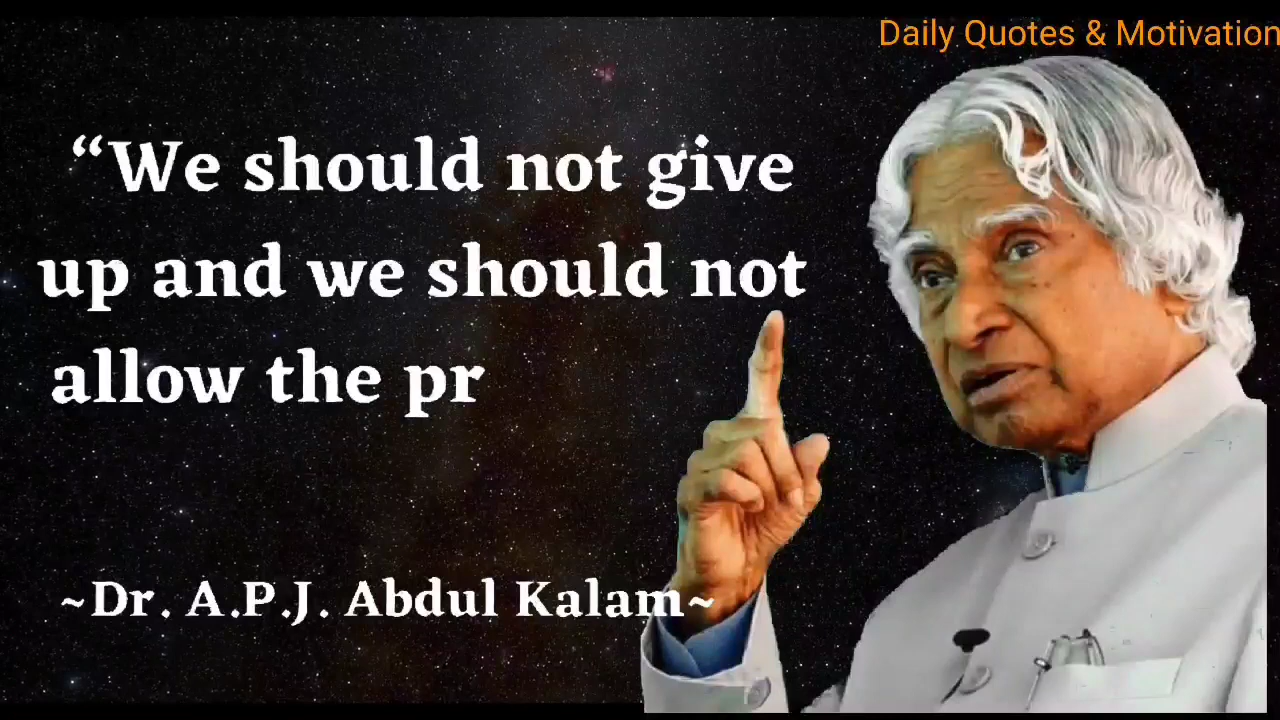 Daily Quotes & Motivation
“We should not give
up and we should not
allow the pr
~Dr. A.P.J. Abdul Kalam~